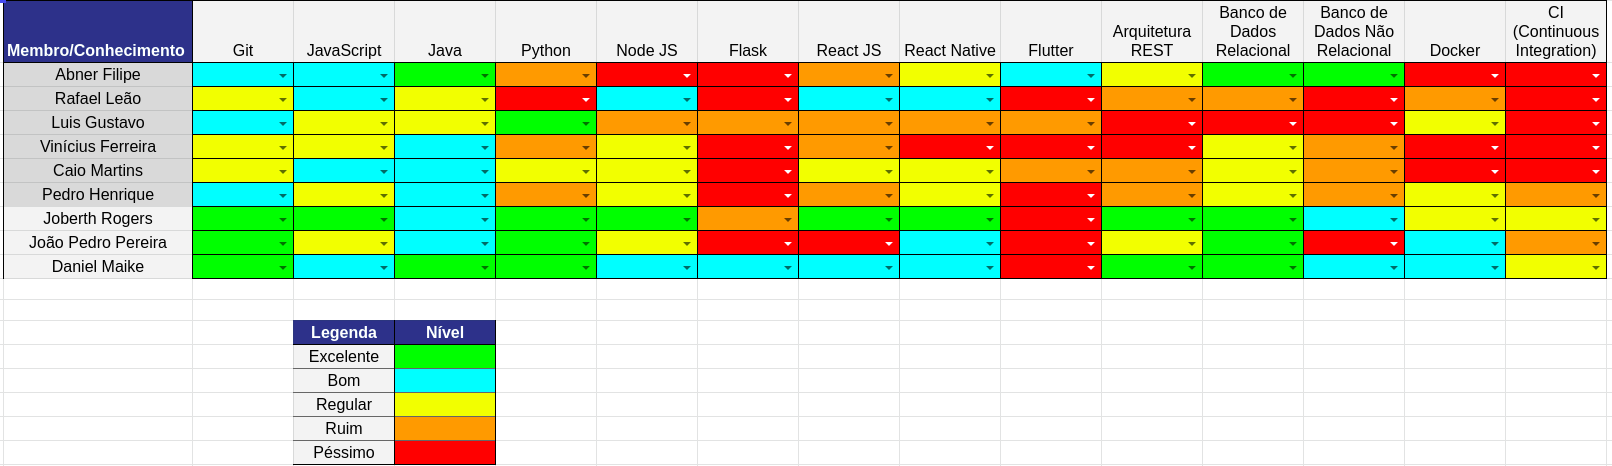 Membro/Conhecimento Git JavaScript Java Python Node JS Flask React JS React Native Flutter Arquitetura REST Banco de Dados Relacional Banco de Dados Não Relacional Docker CI (Continuous Integration)
Abner Filipe
Rafael Leão
Luis Gustavo
Vinícius Ferreira
Caio Martins
Pedro Henrique
Joberth Rogers
João Pedro Pereira
Daniel Maike
Legenda Nível
Excelente
Bom
Regular
Ruim
Péssimo